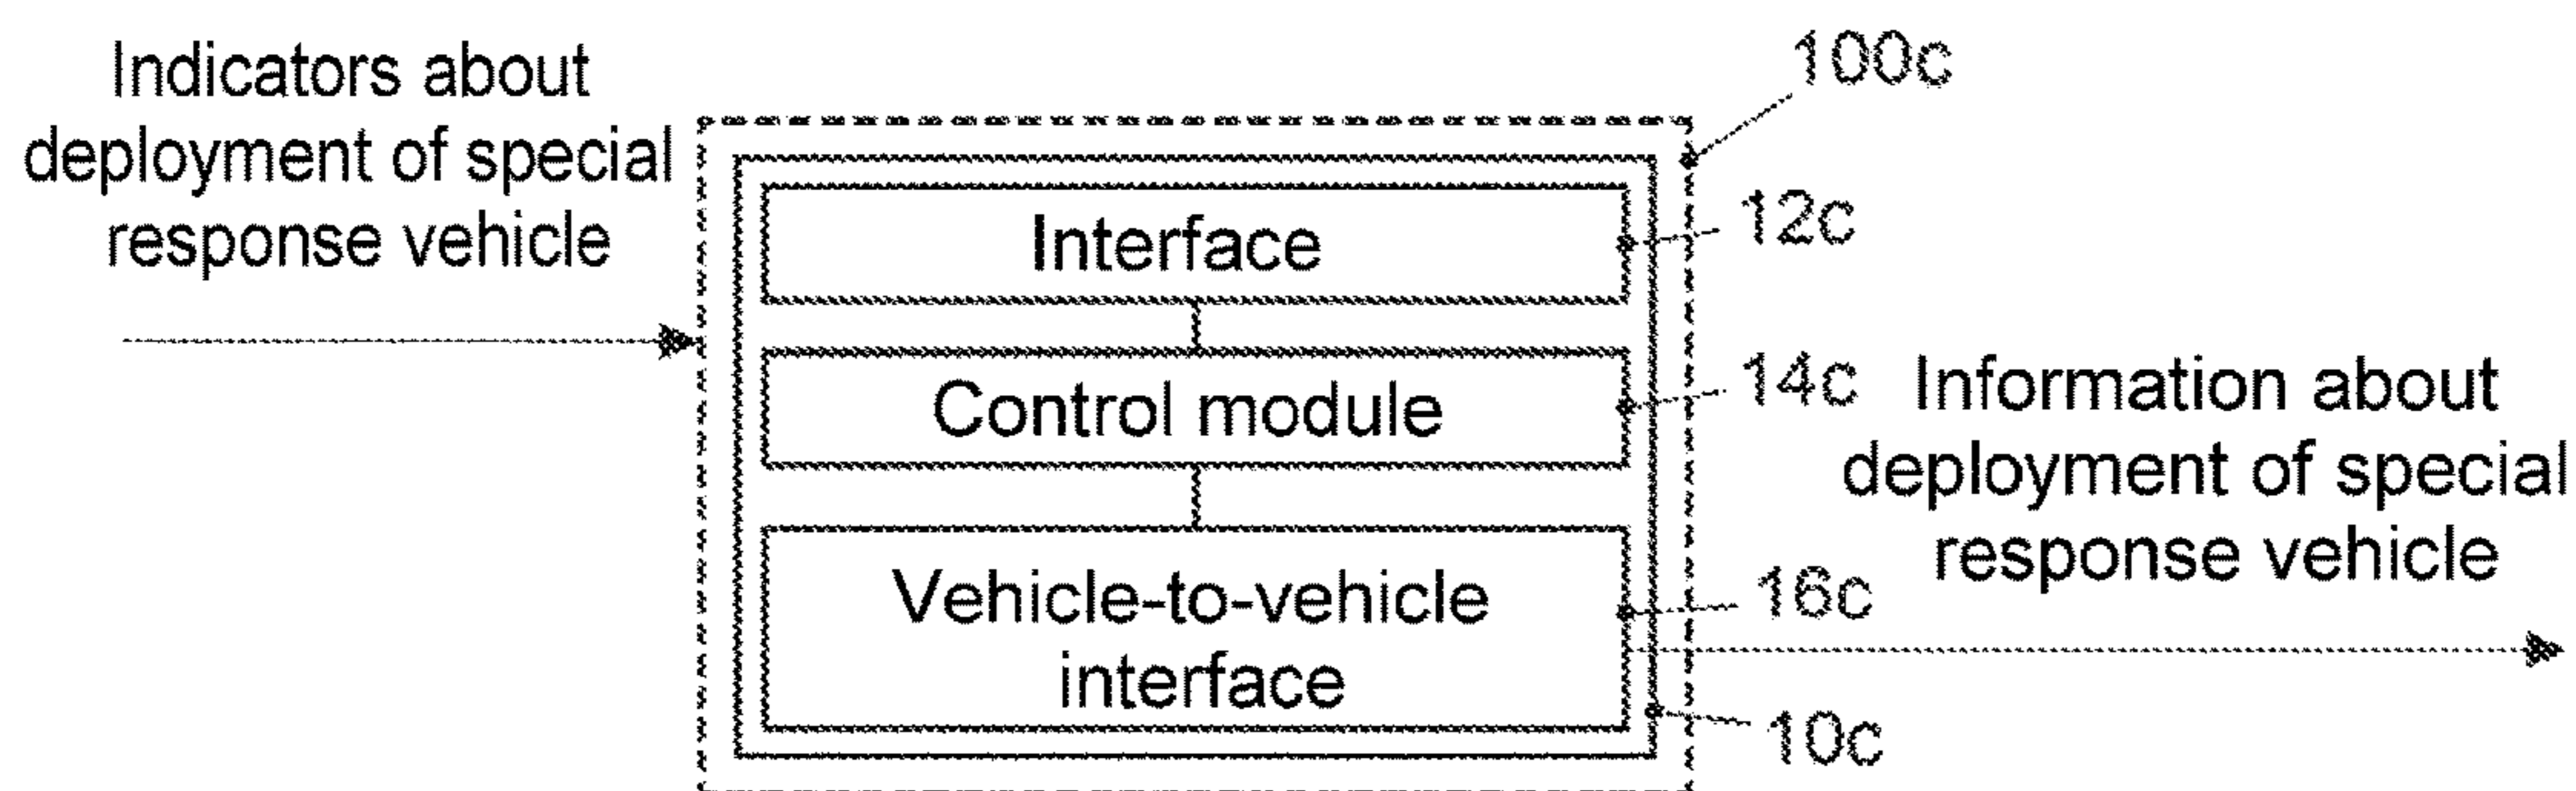 Indicators about
deployment of special
response vehicle
100c
Interface
12c
Control module
14c
Information about
deployment of special
response vehicle
Vehicle-to-vehicle
interface
16c
10c